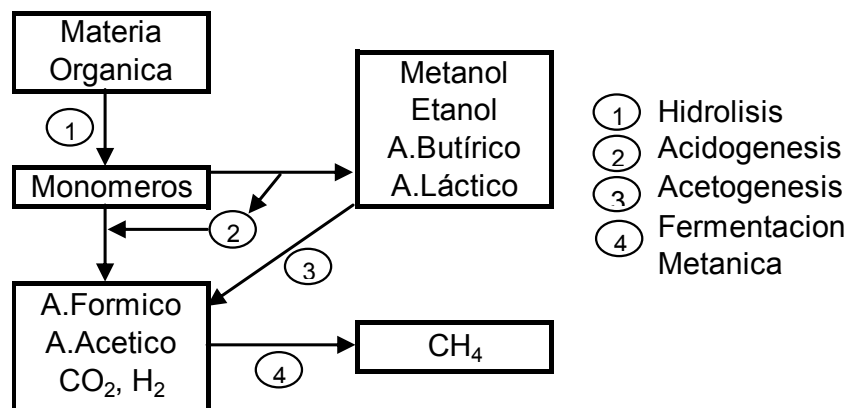 Materia
Organica
1
Monomeros
2
A.Formico
A.Acetico
CO₂, H₂
Metanol
Etanol
A.Butírico
A.Láctico
3
4
CH₄
1 Hidrolisis
2 Acidogenesis
3 Acetogenesis
4 Fermentacion
Metanica